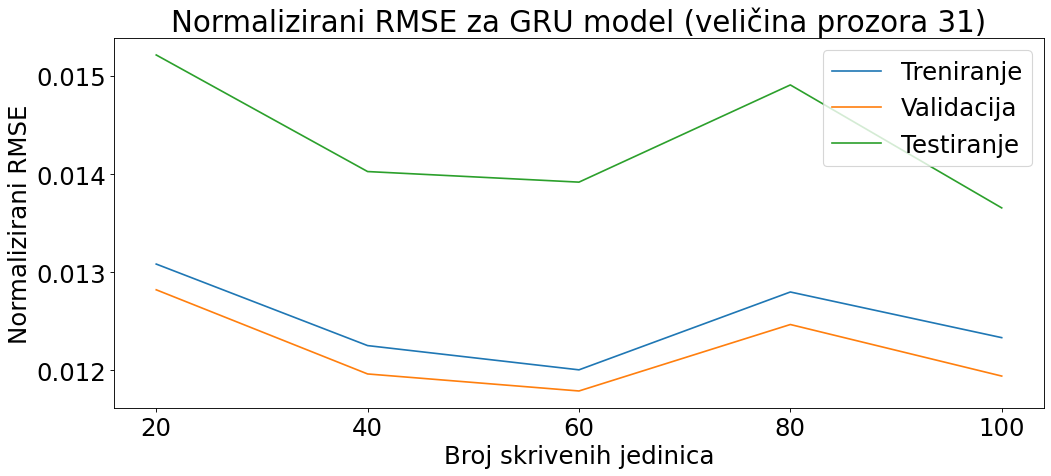 Normalizirani RMSE za GRU model (veličina prozora 31)
Normalizirani RMSE
0.015
0.014
0.013
0.012
Treniranje
Validacija
Testiranje
20 40 60 80 100
Broj skrivenih jedinica